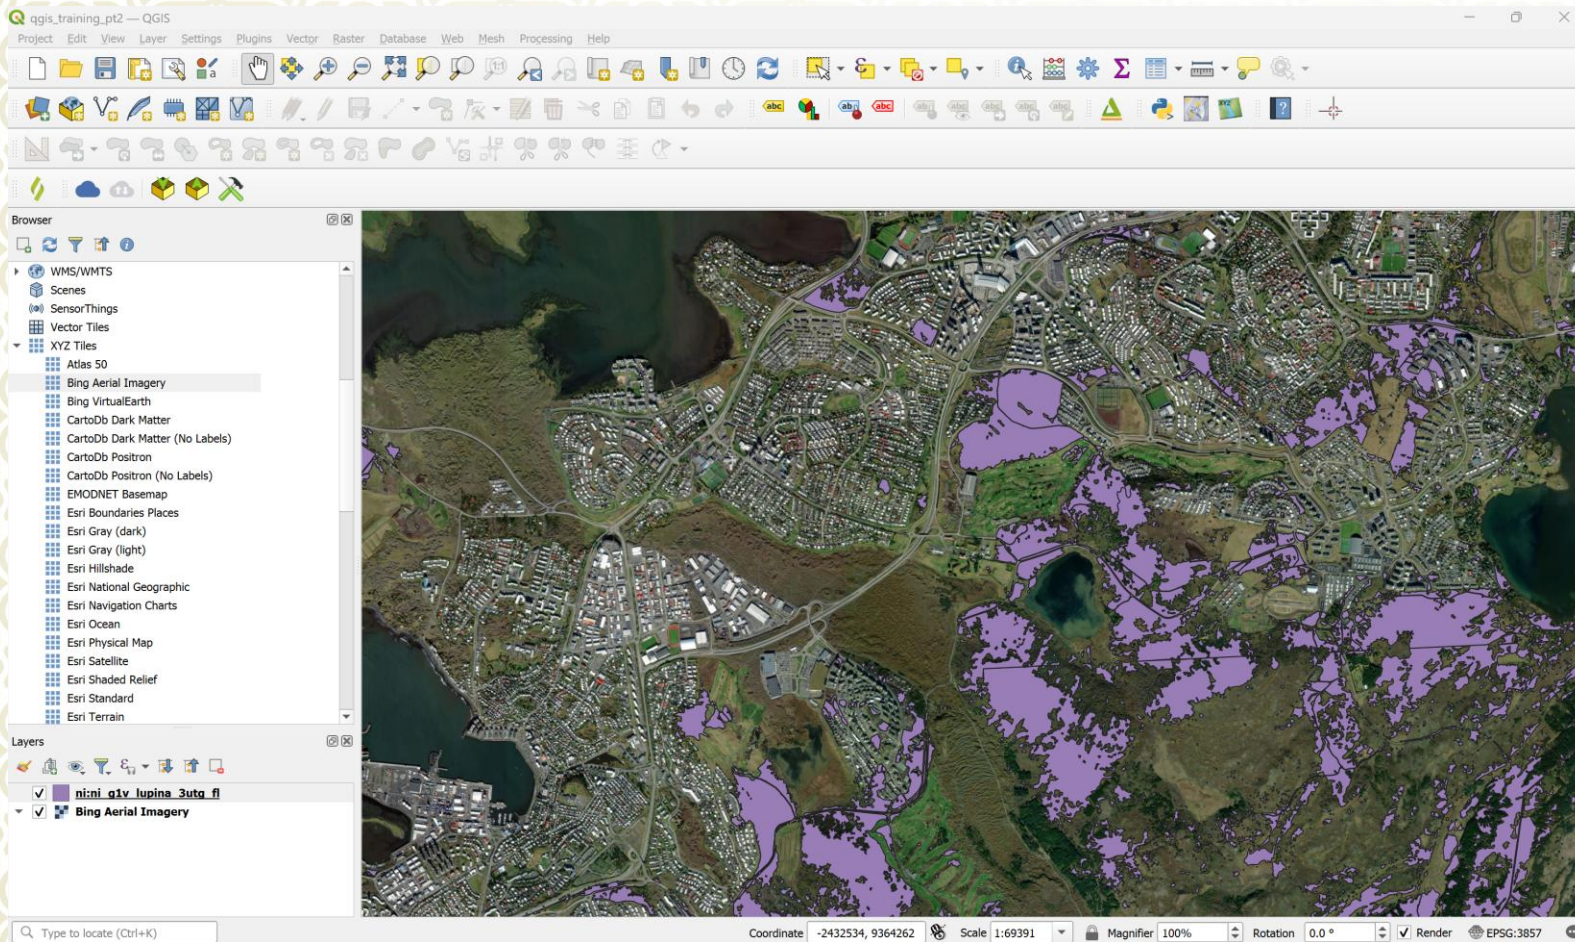 qgis_training_pt2 — QGIS
Project Edit View Layer Settings Plugins Vector Raster Database Web Mesh Processing Help
Browser
WMS/WMTS
Scenes
SensorThings
Vector Tiles
XYZ Tiles
Atlas 50
Bing Aerial Imagery
Bing VirtualEarth
CartoDb Dark Matter
CartoDb Dark Matter (No Labels)
CartoDb Positron
CartoDb Positron (No Labels)
EMODNET Basemap
Esri Boundaries Places
Esri Gray (dark)
Esri Gray (light)
Esri Hillshade
Esri National Geographic
Esri Navigation Charts
Esri Ocean
Esri Physical Map
Esri Satellite
Esri Shaded Relief
Esri Standard
Esri Terrain
Layers
ni:ni_g1v_lupina_3utg_fl
Bing Aerial Imagery
Type to locate (Ctrl+K) Coordinate -2432534, 9364262 Scale 1:69391 Magnifier 100% Rotation 0.0 ° Render EPSG:3857